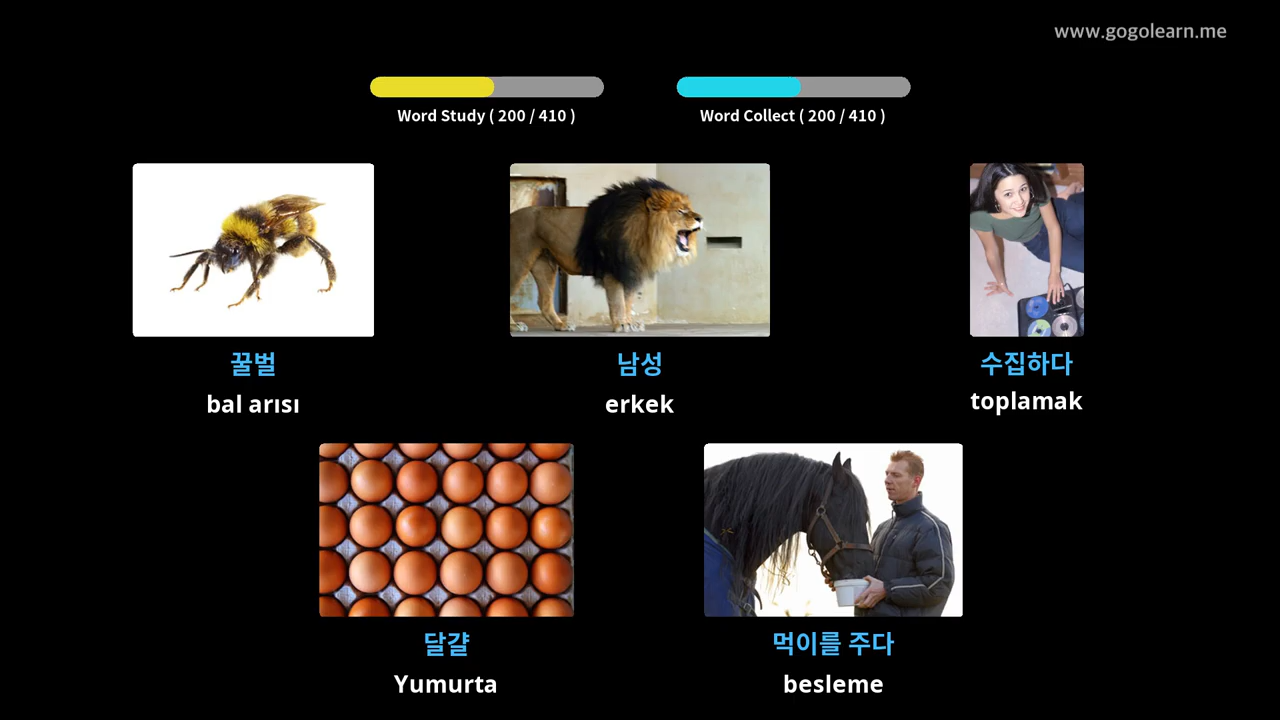 www.gogolearn.me
Word Study ( 200 / 410 )
Word Collect ( 200 / 410 )
꿀벌
bal arısı
남성
erkek
수집하다
toplamak
달걀
Yumurta
먹이를 주다
besleme